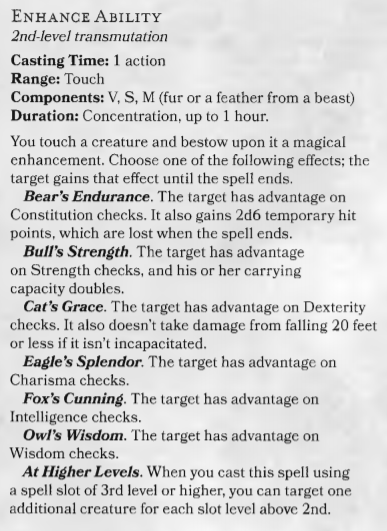 ENHANCE ABILITY
2nd-level transmutation
Casting Time: 1 action
Range: Touch
Components: V, S, M (fur or a feather from a beast)
Duration: Concentration, up to 1 hour.
You touch a creature and bestow upon it a magical
enhancement. Choose one of the following effects; the
target gains that effect until the spell ends.
Bear's Endurance. The target has advantage on
Constitution checks. It also gains 2d6 temporary hit
points, which are lost when the spell ends.
Bull's Strength. The target has advantage
on Strength checks, and his or her carrying
capacity doubles.
Cat's Grace. The target has advantage on Dexterity
checks. It also doesn't take damage from falling 20 feet
or less if it isn't incapacitated.
Eagle's Splendor. The target has advantage on
Charisma checks.
Fox's Cunning. The target has advantage on
Intelligence checks.
Owl's Wisdom. The target has advantage on
Wisdom checks.
At Higher Levels. When you cast this spell using
a spell slot of 3rd level or higher, you can target one
additional creature for each slot level above 2nd.